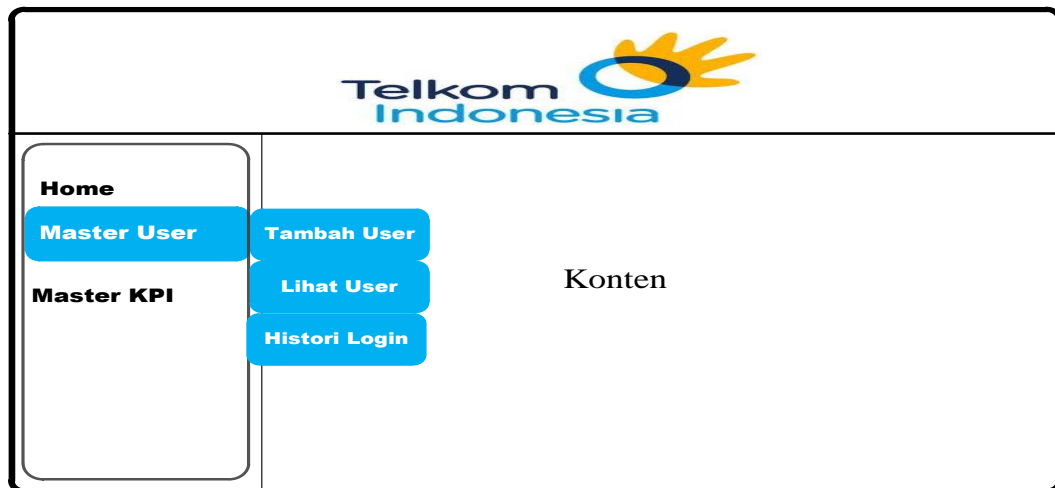 Telkom
Indonesia
Home
Master User
Tambah User
Lihat User
Konten
Master KPI
Histori Login